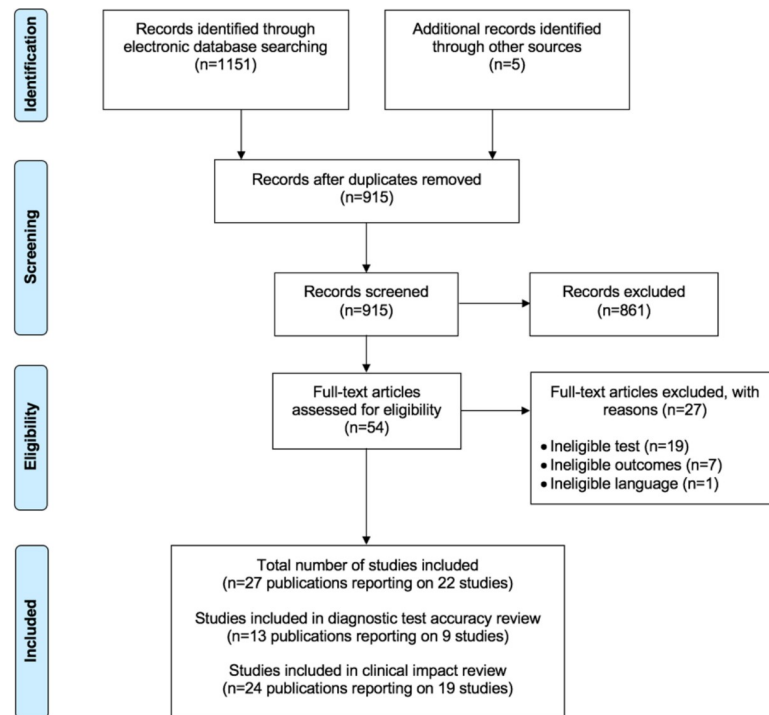 Identification
Records identified through
electronic database searching
(n=1151)
Additional records identified
through other sources
(n=5)
Screening
Records after duplicates removed
(n=915)
Records screened
(n=915)
Records excluded
(n=861)
Eligibility
Full-text articles
assessed for eligibility
(n=54)
Full-text articles excluded, with
reasons (n=27)
• Ineligible test (n=19)
• Ineligible outcomes (n=7)
• Ineligible language (n=1)
Included
Total number of studies included
(n=27 publications reporting on 22 studies)
Studies included in diagnostic test accuracy review
(n=13 publications reporting on 9 studies)
Studies included in clinical impact review
(n=24 publications reporting on 19 studies)